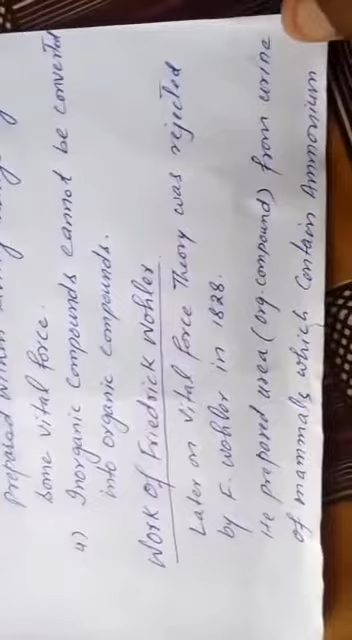 prepared within
some vital force.
4) Inorganic compounds cannot be converted
into organic compounds.
Work of Friedrick Wohler
Later on vital force Theory was rejected
by F. Wohler in 1828.
He prepared urea (org. compound) from urine
of mammals which contain Ammonium